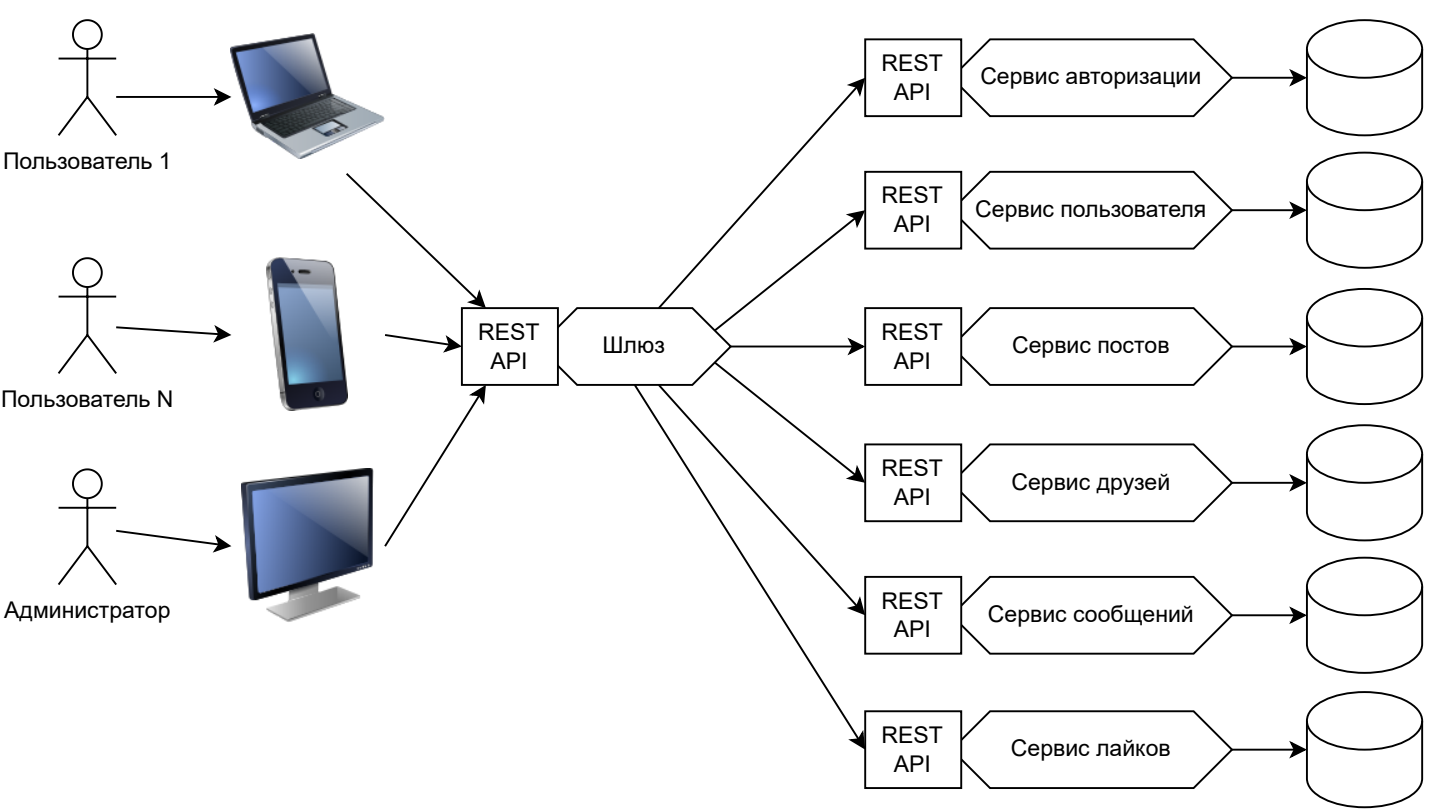 Пользователь 1
Пользователь N
Администратор
REST
API
Шлюз
REST
API
Сервис авторизации
REST
API
Сервис пользователя
REST
API
Сервис постов
REST
API
Сервис друзей
REST
API
Сервис сообщений
REST
API
Сервис лайков